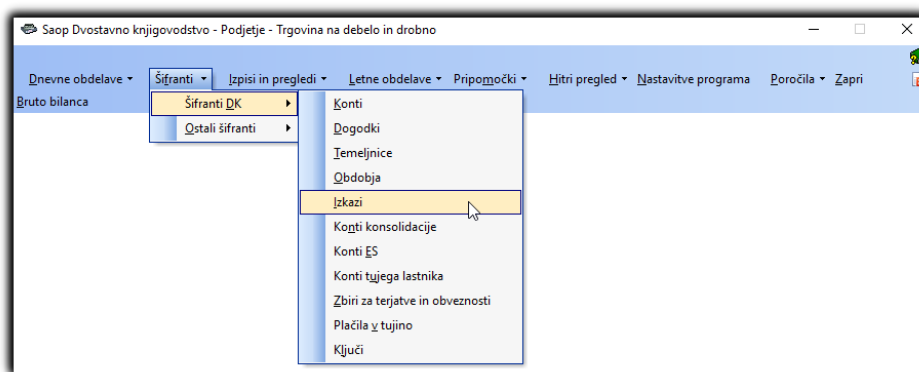 Saop Dvostavno knjigovodstvo - Podjetje - Trgovina na debelo in drobno
Dnevne obdelave Šifranti Izpisi in pregledi Letne obdelave Pripomočki Hitri pregled Nastavitve programa Poročila Zapri
Bruto bilanca
Šifranti DK
Ostali šifranti
Konti
Dogodki
Temeljnice
Obdobja
Izkazi
Konti konsolidacije
Konti ES
Konti tujega lastnika
Zbiri za terjatve in obveznosti
Plačila v tujino
Ključi